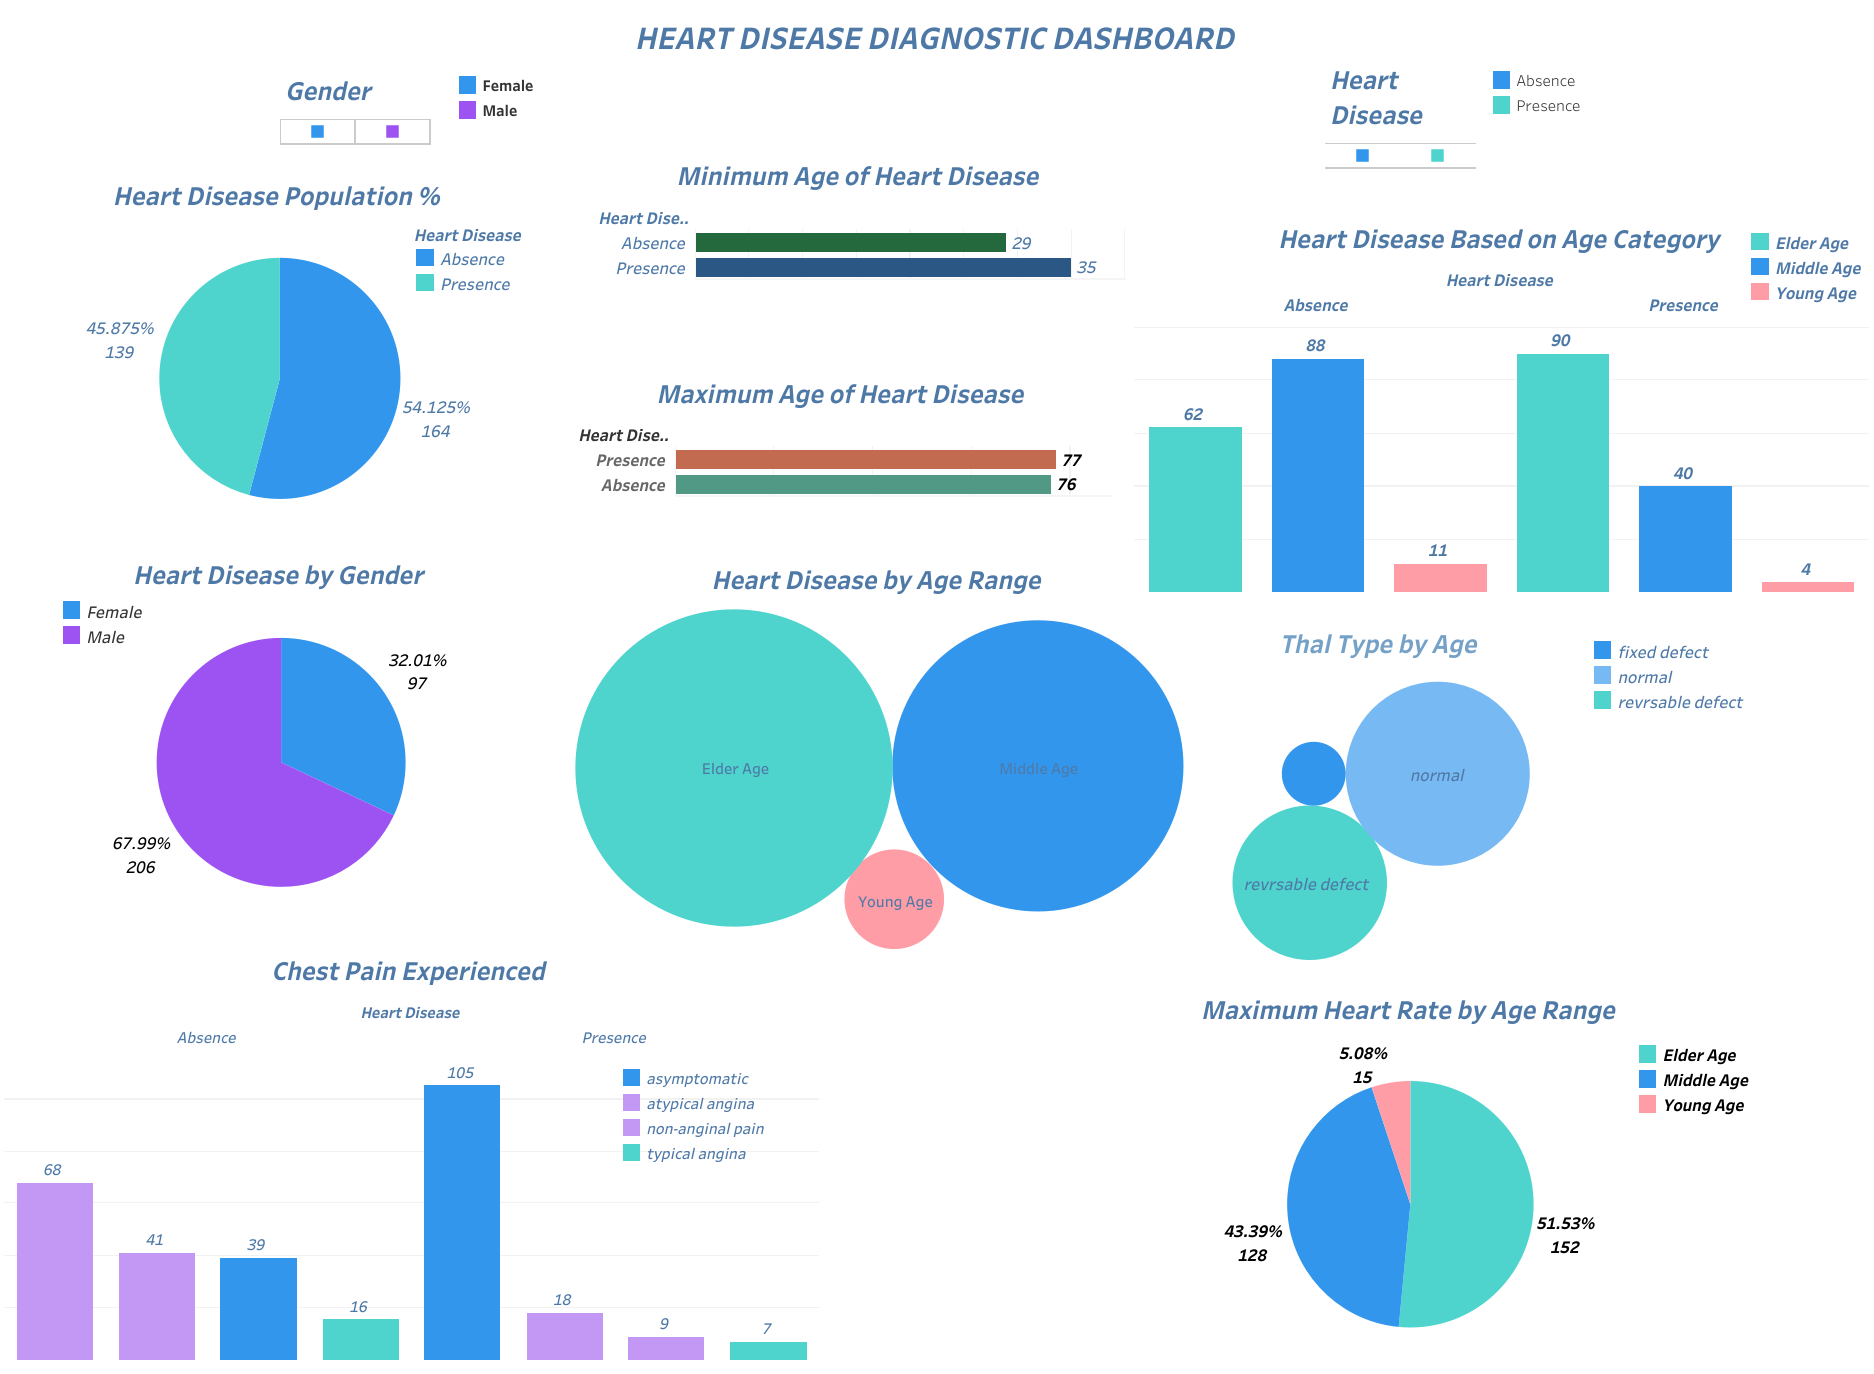 HEART DISEASE DIAGNOSTIC DASHBOARD
Gender
Female
Male
Heart
Disease
Absence
Presence
Heart Disease Population %
Heart Disease
Absence
Presence
45.875%
139
54.125%
164
Minimum Age of Heart Disease
Heart Dise..
Absence
29
Presence
35
Maximum Age of Heart Disease
Heart Dise..
Presence
77
Absence
76
Heart Disease Based on Age Category
Elder Age
Middle Age
Young Age
Heart Disease
Absence
Presence
62
88
11
90
40
4
Heart Disease by Gender
Female
Male
32.01%
97
67.99%
206
Heart Disease by Age Range
Elder Age
Middle Age
Young Age
Thal Type by Age
fixed defect
normal
revrsable defect
normal
revrsable defect
Chest Pain Experienced
Heart Disease
Absence
Presence
asymptomatic
atypical angina
non-anginal pain
typical angina
68
41
39
16
105
18
9
7
Maximum Heart Rate by Age Range
Elder Age
Middle Age
Young Age
5.08%
15
43.39%
128
51.53%
152